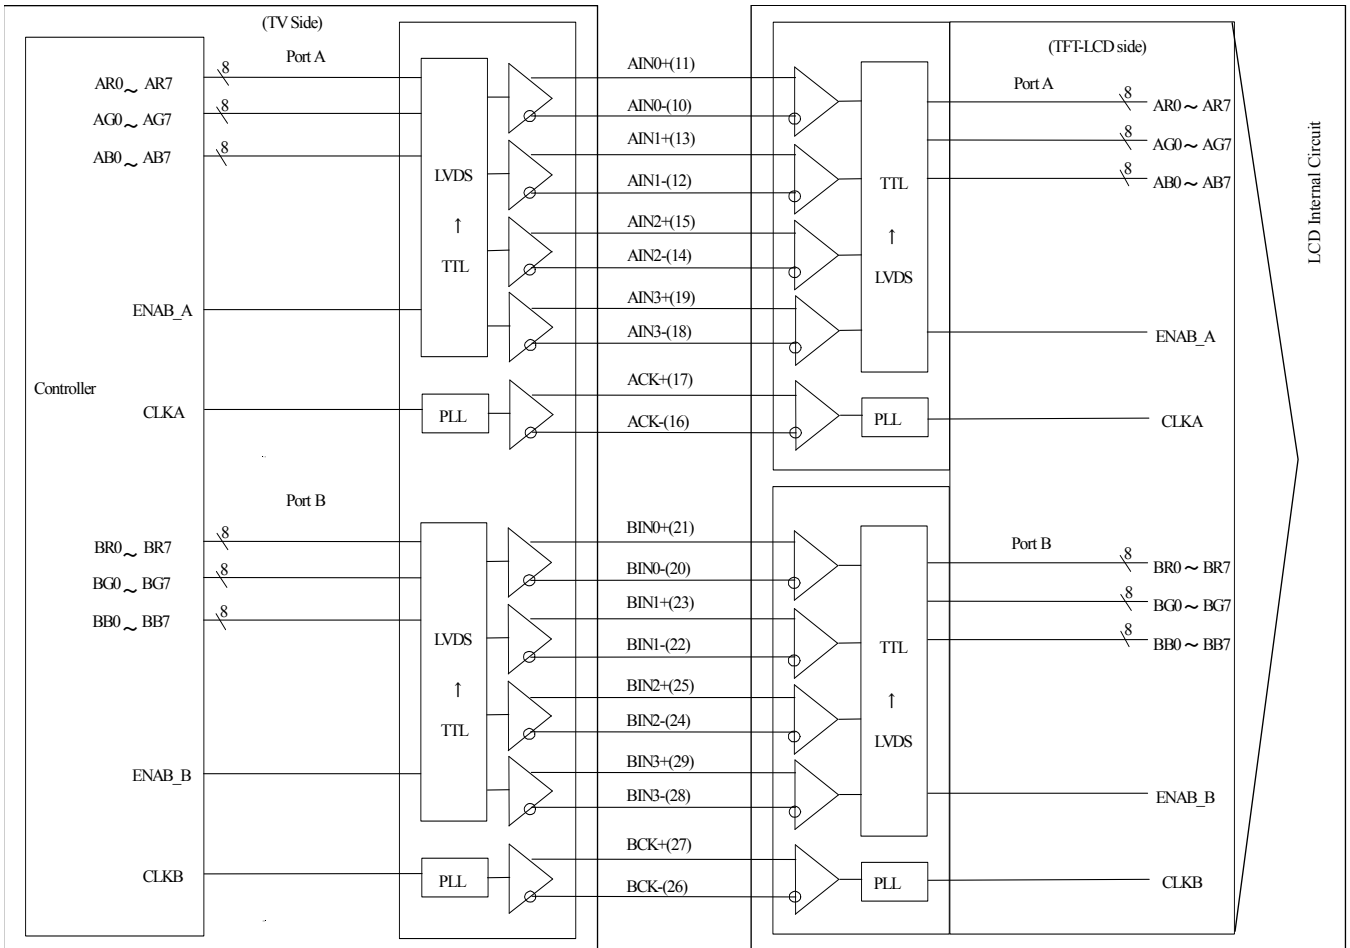 (TV Side)
(TFT-LCD side)
Port A
AR0~ AR7
8
AG0~ AG7
8
AB0~ AB7
8
LVDS
↑
TTL
ENAB_A
Controller
CLKA
PLL
AIN0+(11)
AIN0-(10)
AIN1+(13)
AIN1-(12)
AIN2+(15)
AIN2-(14)
AIN3+(19)
AIN3-(18)
ACK+(17)
ACK-(16)
TTL
↑
LVDS
PLL
Port A
8
AR0~ AR7
8
AG0~ AG7
8
AB0~ AB7
ENAB_A
CLKA
LCD Internal Circuit
Port B
BR0~ BR7
8
BG0~ BG7
8
BB0~ BB7
8
LVDS
↑
TTL
ENAB_B
CLKB
PLL
BIN0+(21)
BIN0-(20)
BIN1+(23)
BIN1-(22)
BIN2+(25)
BIN2-(24)
BIN3+(29)
BIN3-(28)
BCK+(27)
BCK-(26)
TTL
↑
LVDS
PLL
Port B
8
BR0~ BR7
8
BG0~ BG7
8
BB0~ BB7
ENAB_B
CLKB